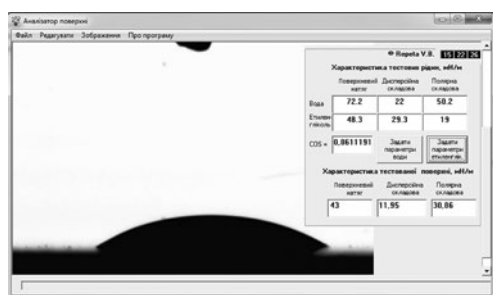 Аналізатор поверхні
Файл Редагувати Зображення Про програму
© Repeta V.B. 15 22 26
Характеристика тестових рідин, мН/м
Поверхневий натяг
Дисперсійна складова
Полярна складова
Вода 72.2 22 50.2
Етилен гліколь 48.3 29.3 19
COS = 0,8611191
Задати параметри води
Задати параметри етиленглік.
Характеристика тестованої поверхні, мН/м
Поверхневий натяг
Дисперсійна складова
Полярна складова
43 11,95 30,86